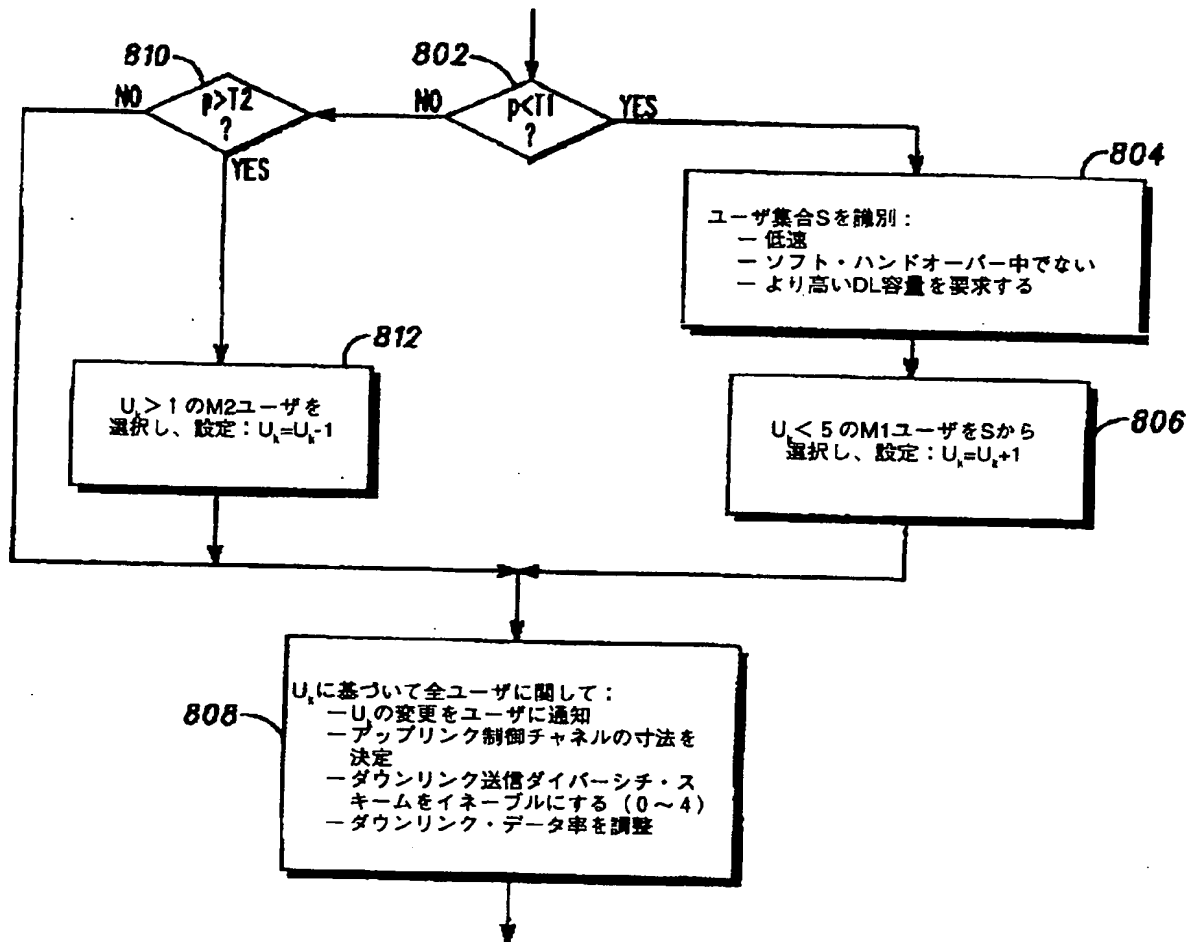 810
802
NO
p>T2
?
YES
NO
p<T1
?
YES
804
ユーザ集合Sを識別:
― 低速
― ソフト・ハンドオーバー中でない
― より高いDL容量を要求する
812
Uk > 1 のM2ユーザを
選択し、設定:Uk=Uk-1
806
Uk < 5 のM1ユーザをSから
選択し、設定:Uk=Uk+1
808
Ukに基づいて全ユーザに関して:
―Ukの変更をユーザに通知
―アップリンク制御チャネルの寸法を
決定
―ダウンリンク送信ダイバーシチ・ス
キームをイネーブルにする (0~4)
―ダウンリンク・データ率を調整